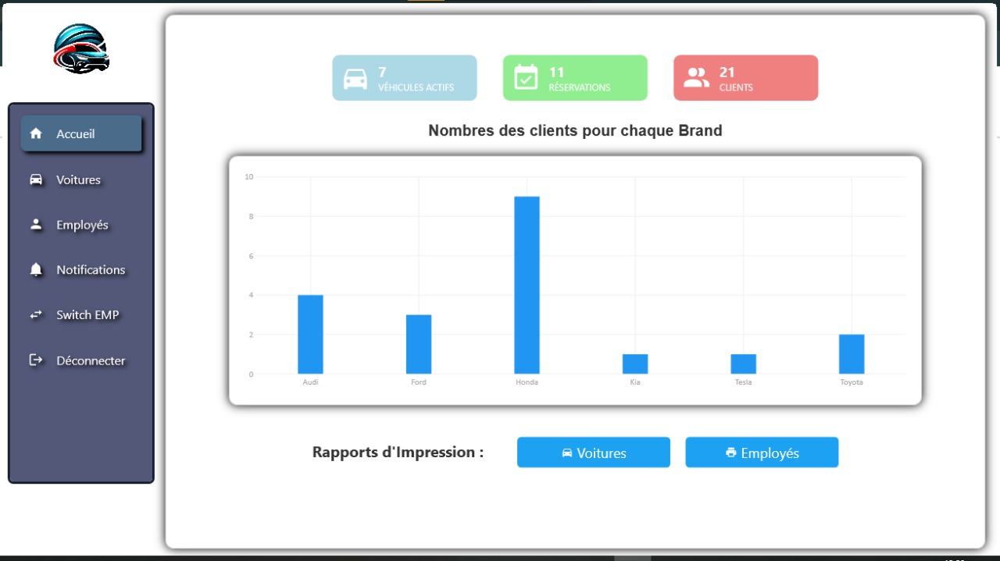 7
VÉHICULES ACTIFS
11
RÉSERVATIONS
21
CLIENTS
Accueil
Voitures
Employés
Notifications
Switch EMP
Déconnecter
Nombres des clients pour chaque Brand
10
8
6
4
2
0
Audi Ford Honda Kia Tesla Toyota
Rapports d'Impression : Voitures Employés